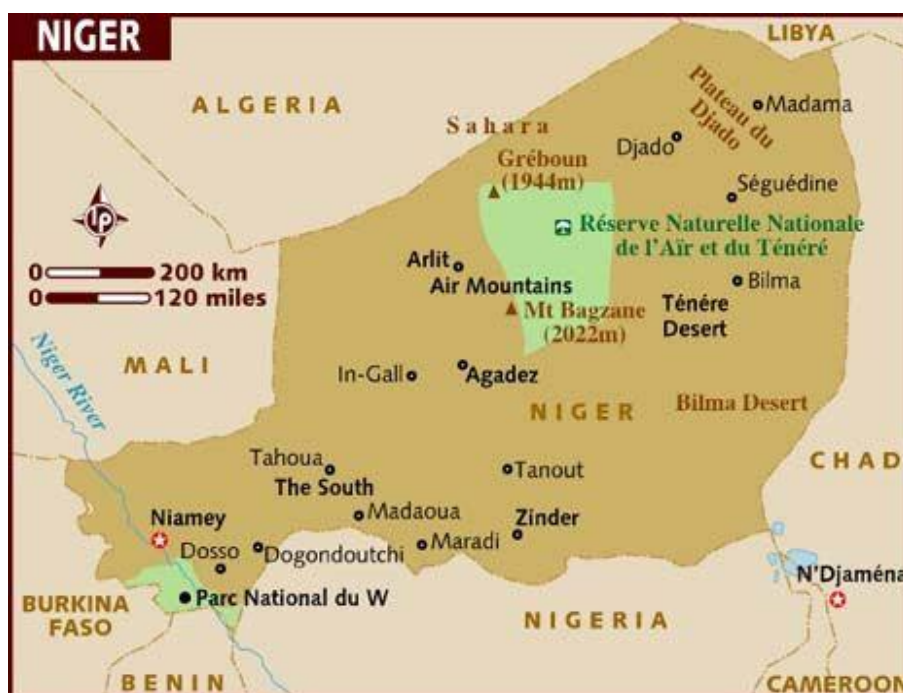 NIGER
LIBYA
ALGERIA
Plateau du
Djado
Madama
Sahara
Djado
Gréboun
(1944m)
Séguédine
lp
Réserve Naturelle Nationale
de l'Aïr et du Ténéré
0 200 km
0 120 miles
Arlit
Air Mountains
Bilma
Mt Bagzane
(2022m)
Ténére
Desert
Niger River
MALI
In-Gall
Agadez
NIGER
Bilma Desert
Tahoua
The South
Tanout
CHAD
Madaoua
Niamey
Zinder
Maradi
Dosso
Dogondoutchi
N'Djaména
Parc National du W
BURKINA
FASO
NIGERIA
BENIN
CAMEROON